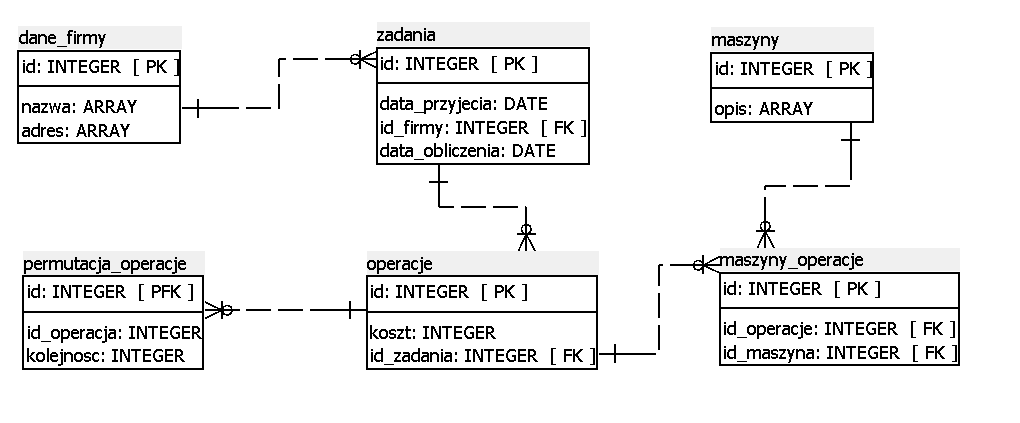 dane_firmy
id: INTEGER [ PK ]
nazwa: ARRAY
adres: ARRAY
zadania
id: INTEGER [ PK ]
data_przyjecia: DATE
id_firmy: INTEGER [ FK ]
data_obliczenia: DATE
maszyny
id: INTEGER [ PK ]
opis: ARRAY
permutacja_operacje
id: INTEGER [ PFK ]
id_operacja: INTEGER
kolejnosc: INTEGER
operacje
id: INTEGER [ PK ]
koszt: INTEGER
id_zadania: INTEGER [ FK ]
maszyny_operacje
id: INTEGER [ PK ]
id_operacje: INTEGER [ FK ]
id_maszyna: INTEGER [ FK ]